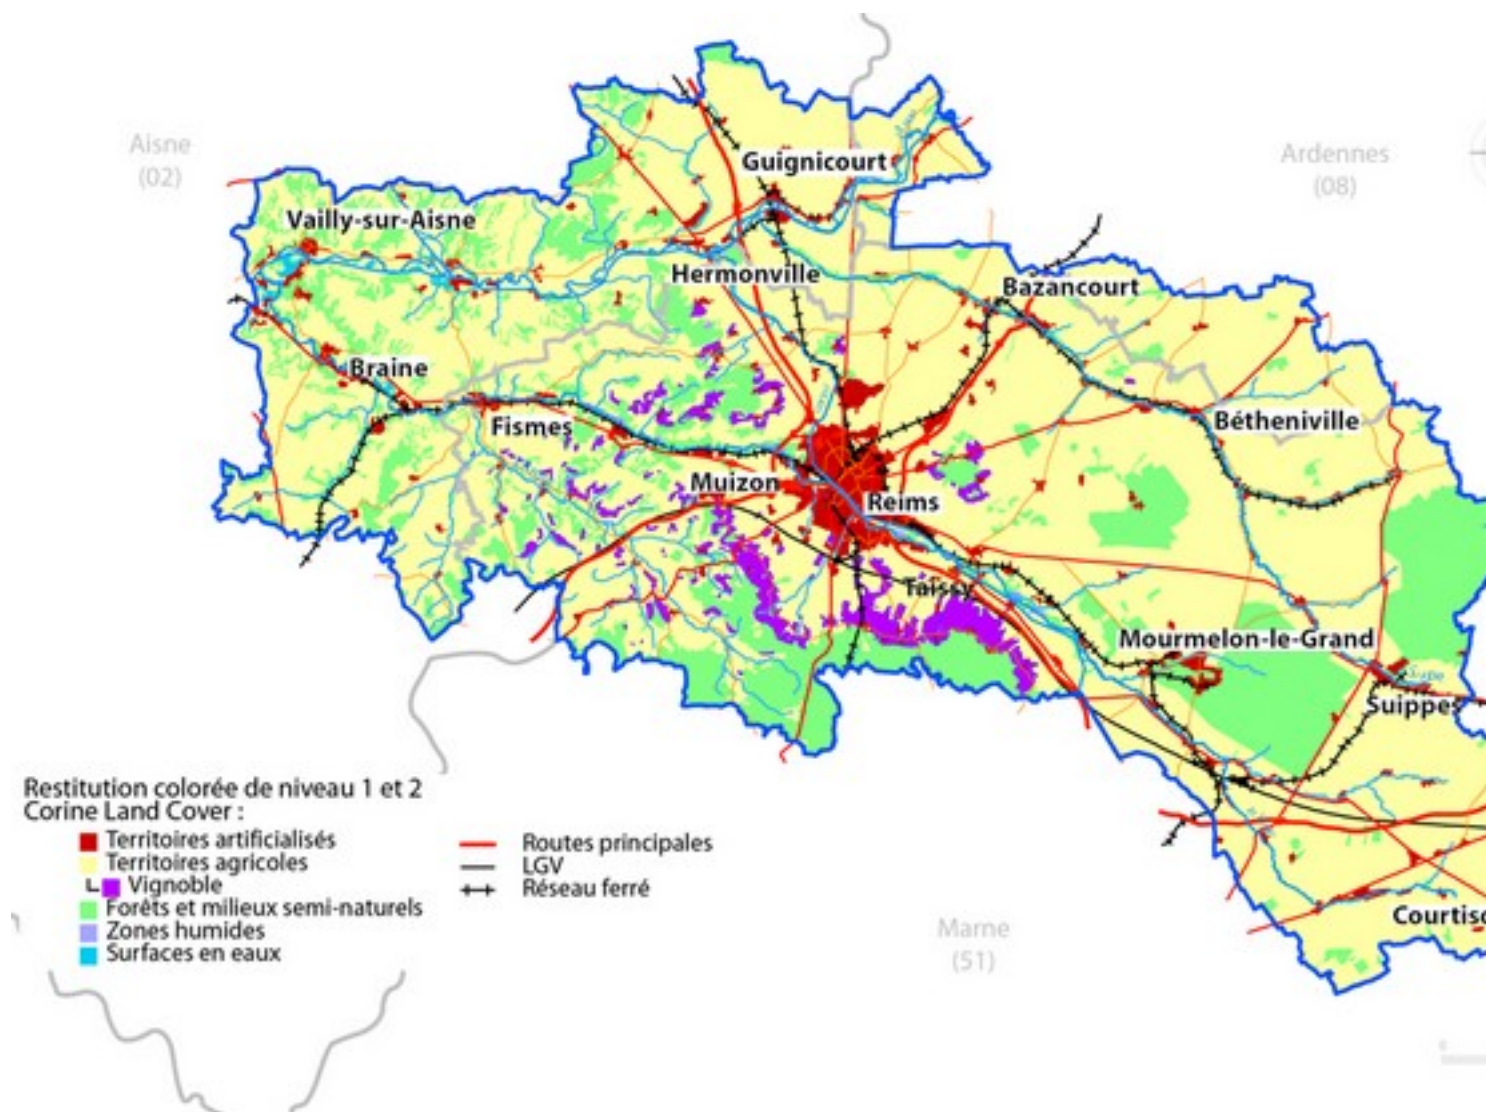 Aisne
(02)
Ardennes
(08)
Guignicourt
Vailly-sur-Aisne
Hermonville
Bazancourt
Braine
Fismes
Bétheniville
Muizon
Reims
Taissy
Mourmelon-le-Grand
Suippes
Courtisc
Marne
(51)
Restitution colorée de niveau 1 et 2
Corine Land Cover :
Territoires artificialisés
Territoires agricoles
Vignoble
Forêts et milieux semi-naturels
Zones humides
Surfaces en eaux
Routes principales
LGV
Réseau ferré